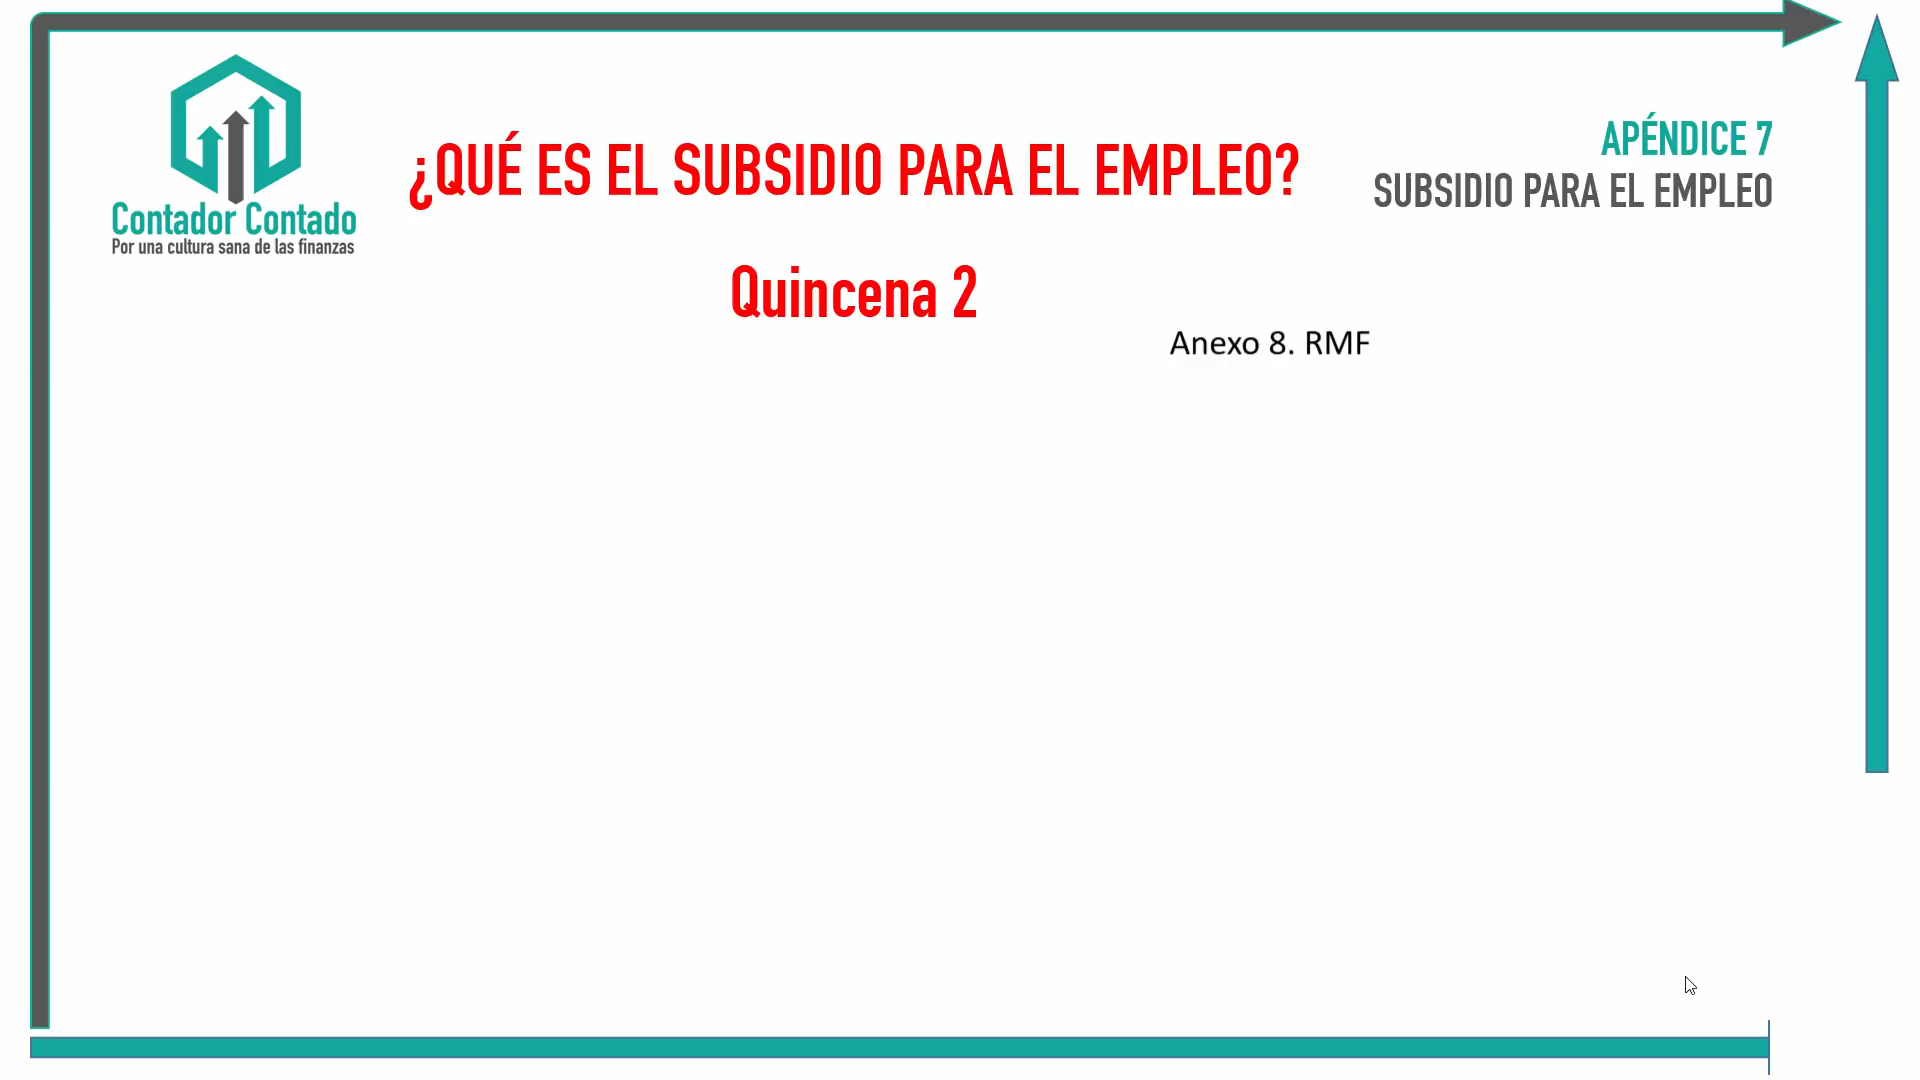 Contador Contado
Por una cultura sana de las finanzas
¿QUÉ ES EL SUBSIDIO PARA EL EMPLEO?
APÉNDICE 7
SUBSIDIO PARA EL EMPLEO
Quincena 2
Anexo 8. RMF